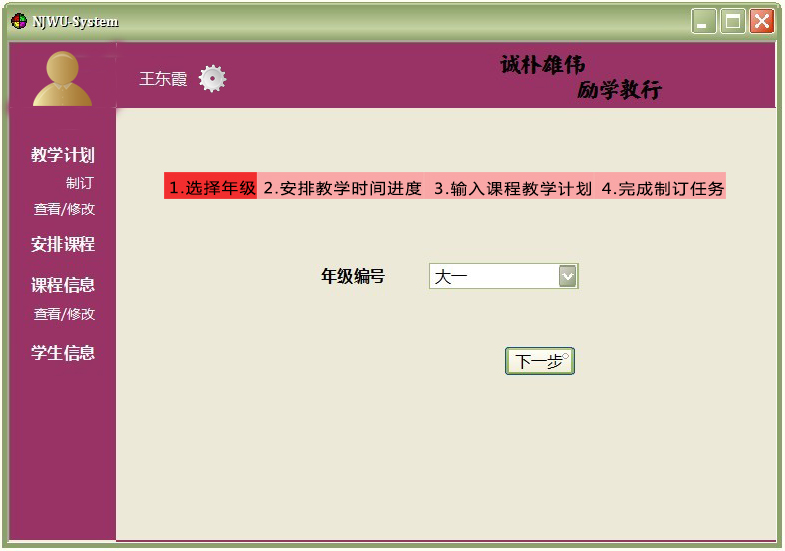 NJWU-System
王东霞
诚朴雄伟
励学敦行
教学计划
制订
查看/修改
安排课程
课程信息
查看/修改
学生信息
1.选择年级 2.安排教学时间进度 3.输入课程教学计划 4.完成制订任务
年级编号 大一
下一步